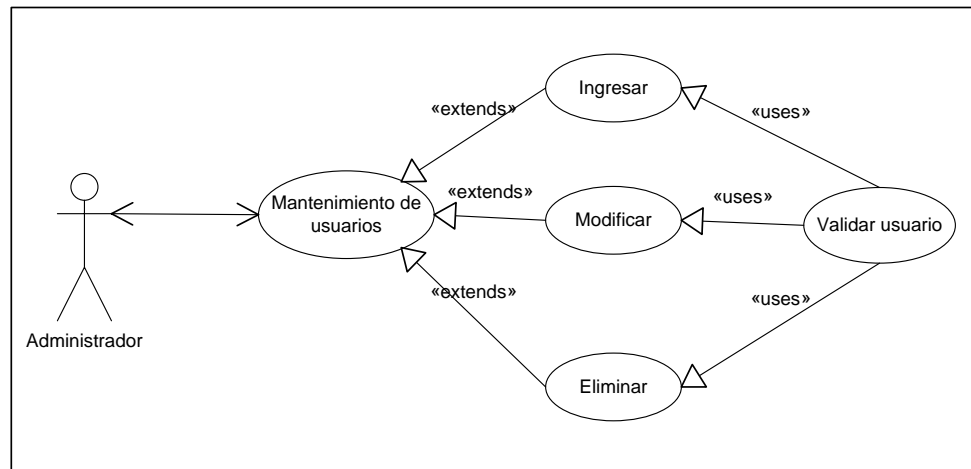 Ingresar
«extends»
«uses»
Mantenimiento de
usuarios
«extends»
Modificar
«uses»
Validar usuario
«extends»
«uses»
Administrador
Eliminar